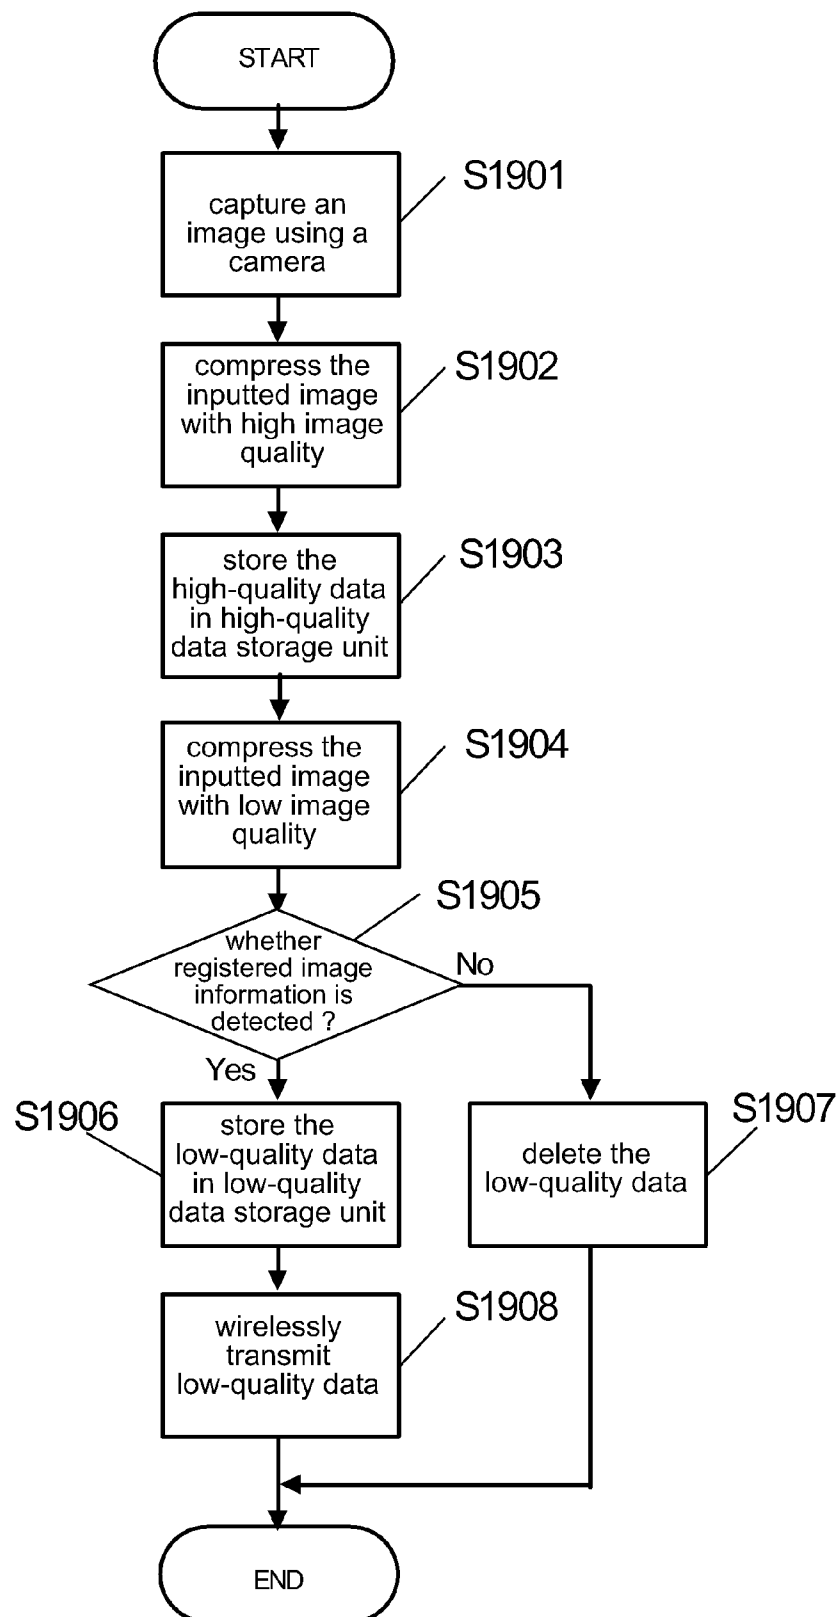 START
S1901
capture an
image using a
camera
S1902
compress the
inputted image
with high image
quality
S1903
store the
high-quality data
in high-quality
data storage unit
S1904
compress the
inputted image
with low image
quality
S1905
whether
registered image
information is
detected ?
No
Yes
S1906
store the
low-quality data
in low-quality
data storage unit
S1907
delete the
low-quality data
S1908
wirelessly
transmit
low-quality data
END